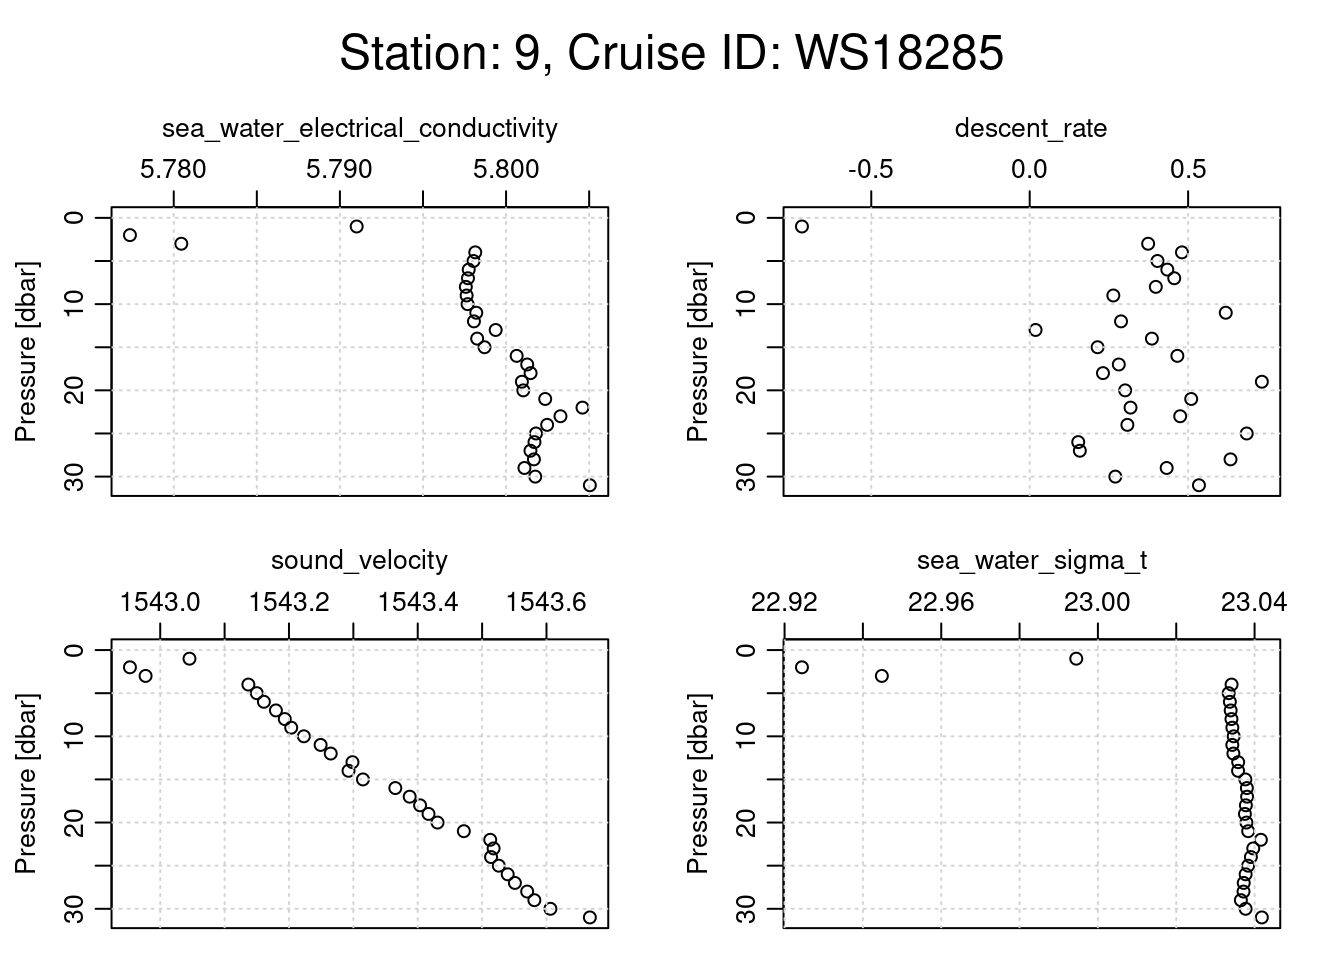 Station: 9, Cruise ID: WS18285
sea_water_electrical_conductivity
5.780 5.790 5.800
Pressure [dbar]
0
10
20
30
descent_rate
-0.5 0.0 0.5
Pressure [dbar]
0
10
20
30
sound_velocity
1543.0 1543.2 1543.4 1543.6
Pressure [dbar]
0
10
20
30
sea_water_sigma_t
22.92 22.96 23.00 23.04
Pressure [dbar]
0
10
20
30